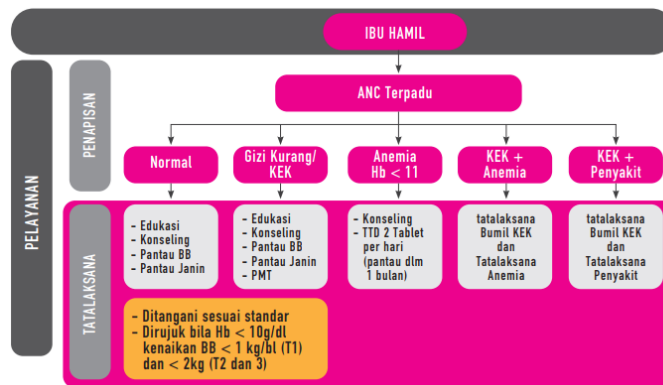 IBU HAMIL
PELAYANAN
PENAPISAN
ANC Terpadu
Normal
Gizi Kurang/
KEK
Anemia
Hb < 11
KEK +
Anemia
KEK +
Penyakit
TATALAKSANA
- Edukasi
- Konseling
- Pantau BB
- Pantau Janin
- Edukasi
- Konseling
- Pantau BB
- Pantau Janin
- PMT
- Konseling
- TTD 2 Tablet
per hari
(pantau dlm
1 bulan)
tatalaksana
Bumil KEK
dan
Tatalaksana
Anemia
tatalaksana
Bumil KEK
dan
Tatalaksana
Penyakit
- Ditangani sesuai standar
- Dirujuk bila Hb < 10g/dl
kenaikan BB < 1 kg/bl (T1)
dan < 2kg (T2 dan 3)